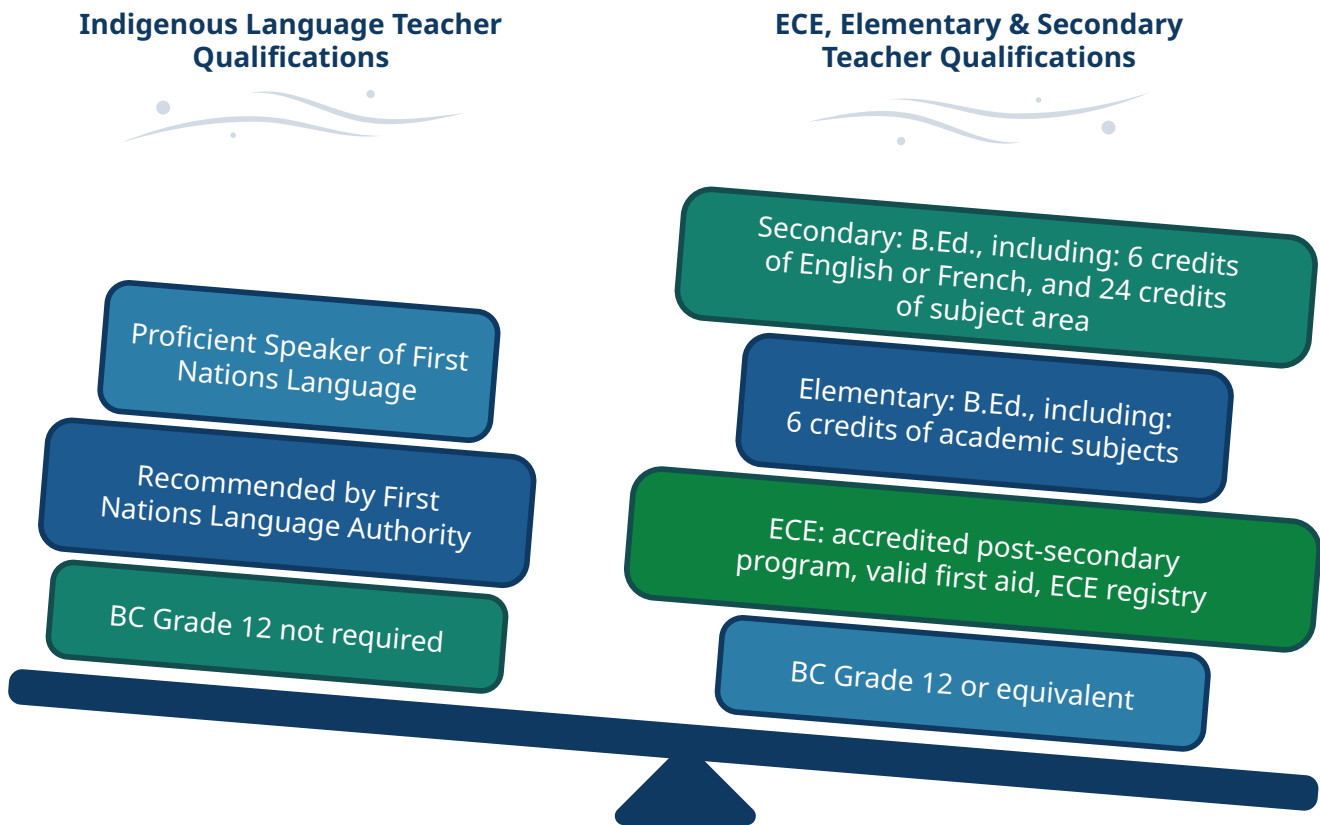 Indigenous Language Teacher
Qualifications
Proficient Speaker of First
Nations Language
Recommended by First
Nations Language Authority
BC Grade 12 not required
ECE, Elementary & Secondary
Teacher Qualifications
Secondary: B.Ed., including: 6 credits
of English or French, and 24 credits
of subject area
Elementary: B.Ed., including:
6 credits of academic subjects
ECE: accredited post-secondary
program, valid first aid, ECE registry
BC Grade 12 or equivalent